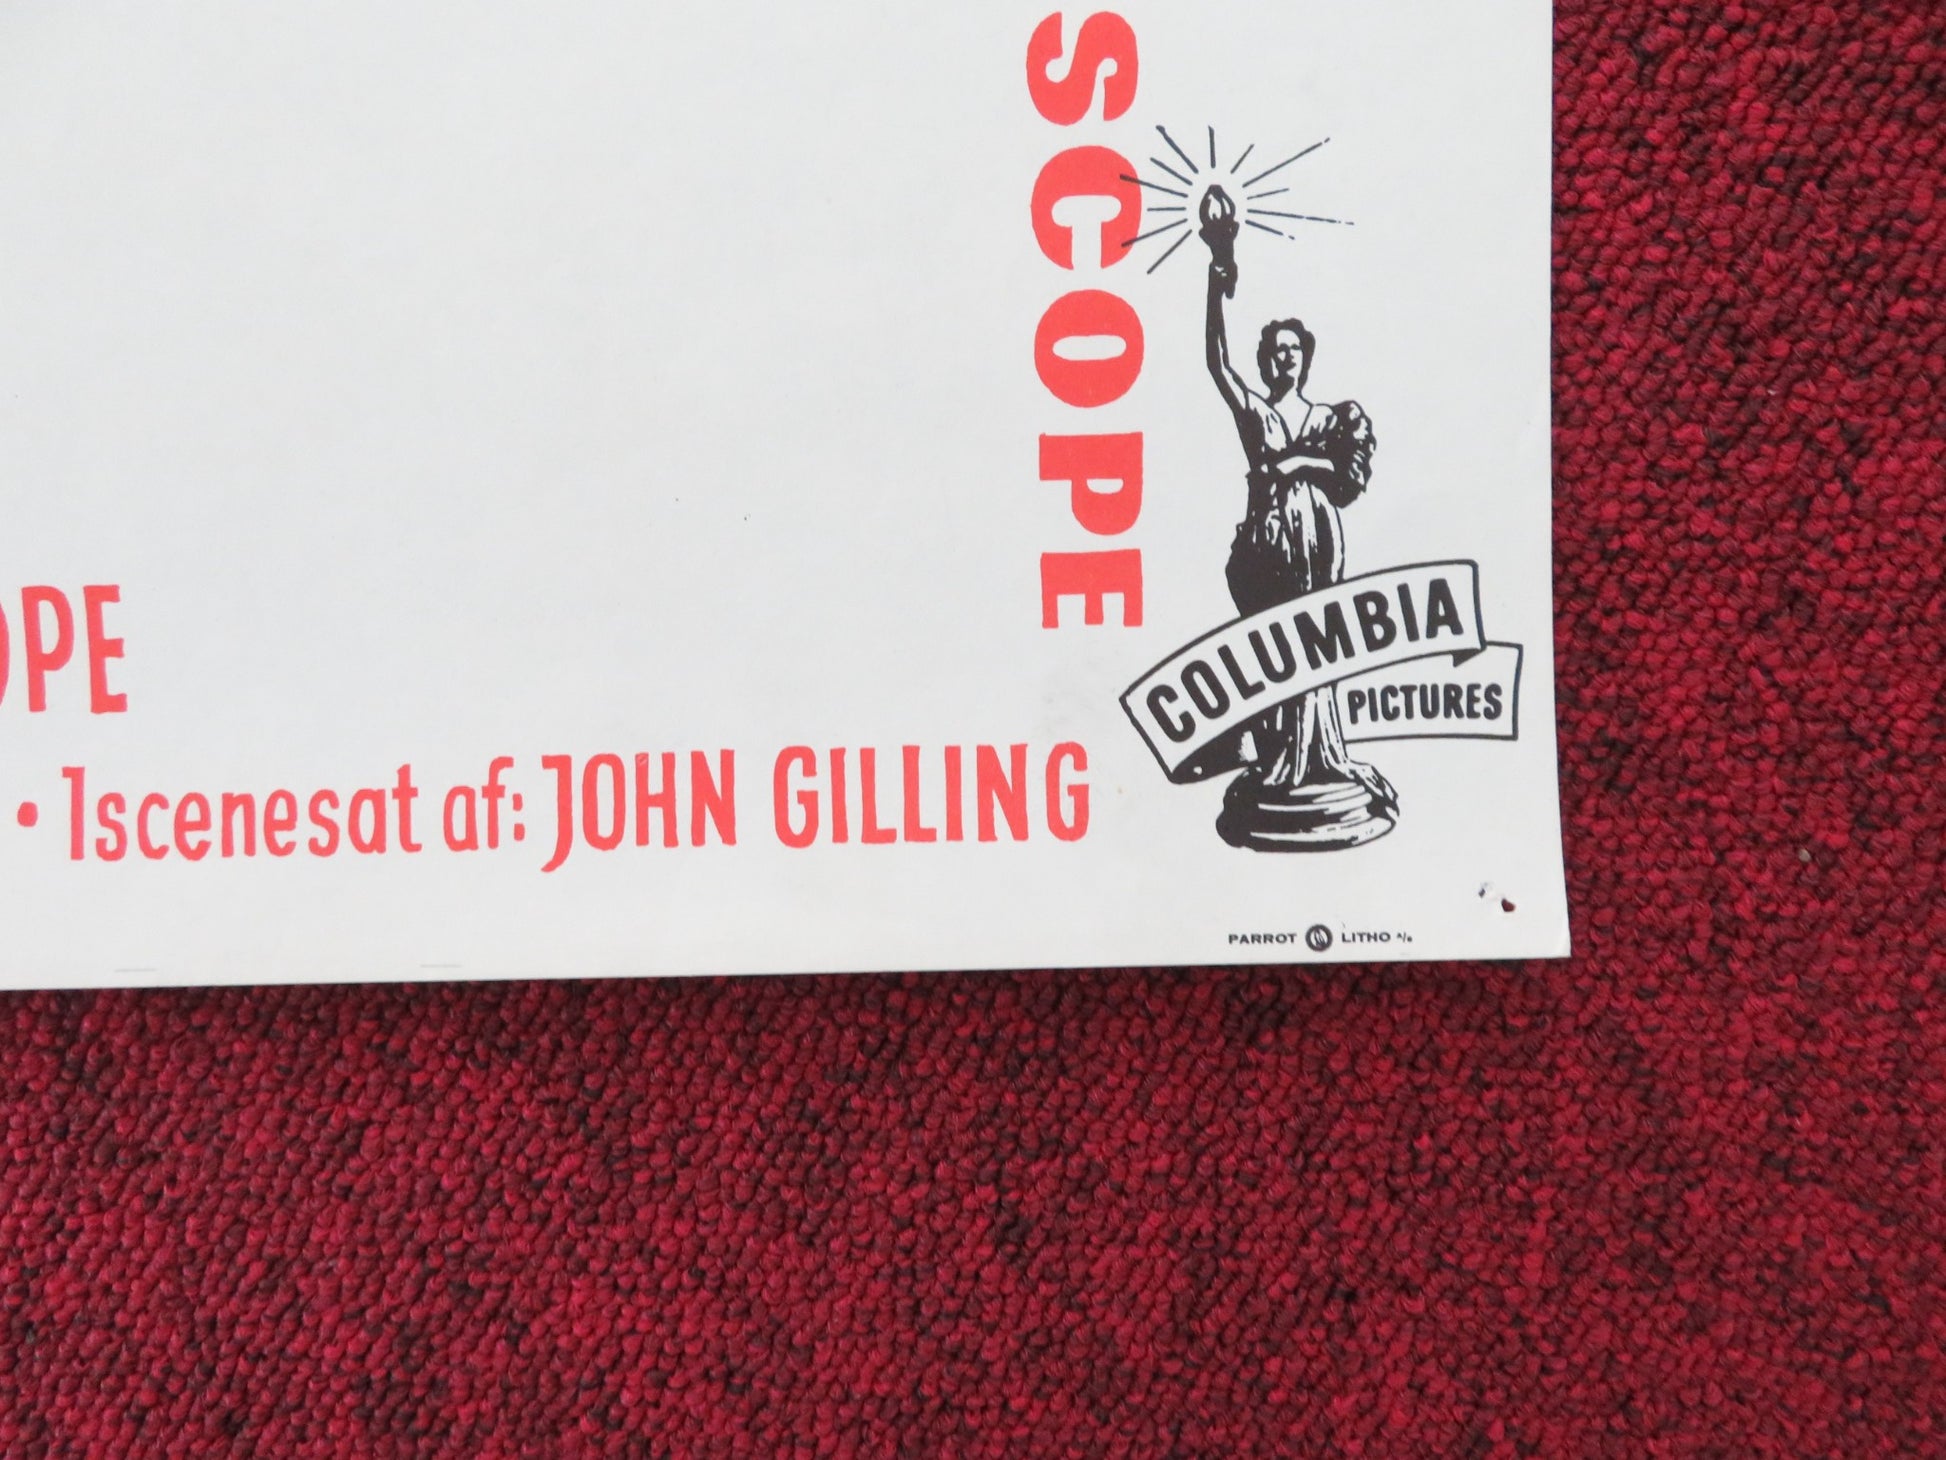 SCOPE
OPE
• Iscenesat af: JOHN GILLING
COLUMBIA
PICTURES
PARROT LITHO A/S